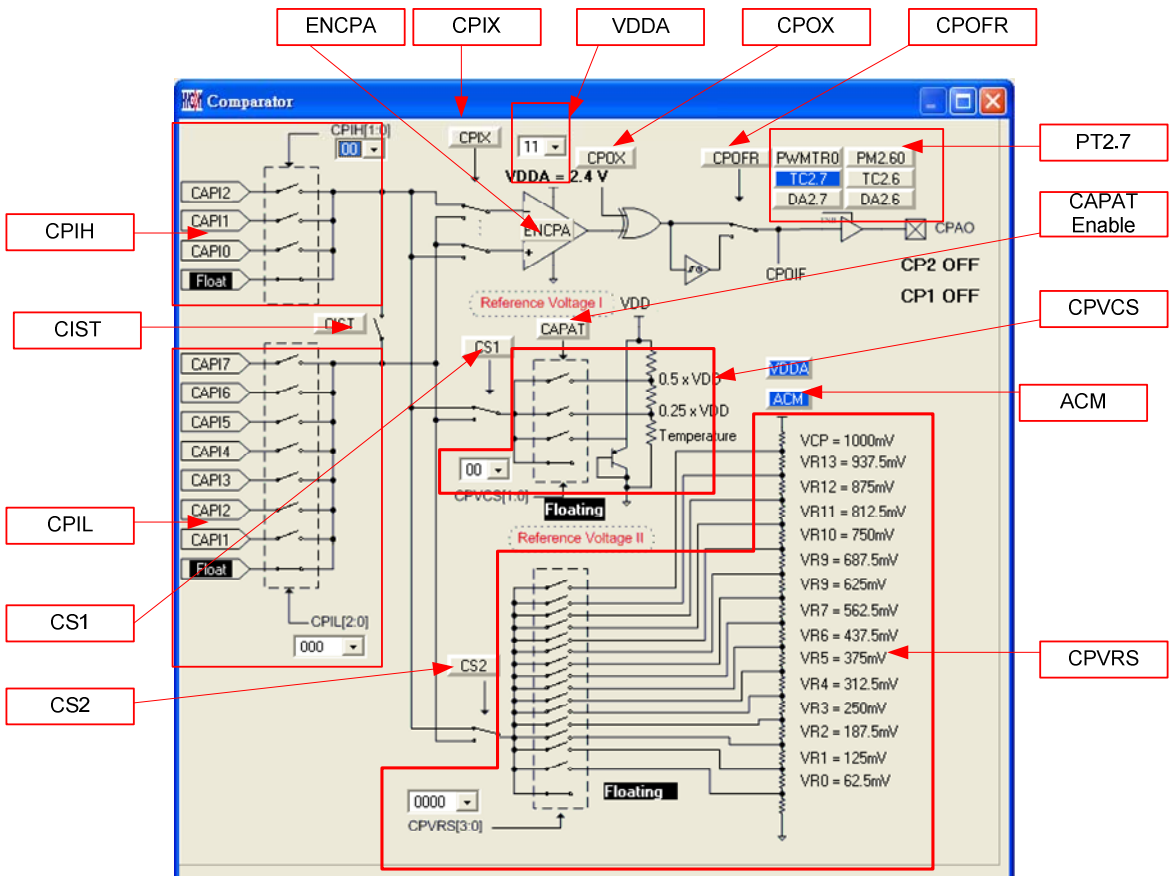 ENCPA
CPIX
VDDA
CPOX
CPOFR
Comparator
CPIH[1:0]
00
CPIX
11
CPOX
CPOFR
PWMTR0
PM2.60
TC2.7
TC2.6
DA2.7
DA2.6
PT2.7
VDDA = 2.4 V
CAPI2
CAPI1
CAPI0
Float
CPIH
ENCPA
CPOIF
CPAO
CP2 OFF
CP1 OFF
CAPAT
Enable
Reference Voltage I
VDD
CIST
CIST
CAPAT
CPVCS
CS1
CAPI7
CAPI6
CAPI5
CAPI4
CAPI3
CAPI2
CAPI1
Float
CPIL
0.5 x VDD
0.25 x VDD
Temperature
VDDA
ACM
ACM
00
CPVCS[1:0]
Floating
Reference Voltage II
VCP = 1000mV
VR13 = 937.5mV
VR12 = 875mV
VR11 = 812.5mV
VR10 = 750mV
VR9 = 687.5mV
VR9 = 625mV
VR7 = 562.5mV
VR6 = 437.5mV
VR5 = 375mV
VR4 = 312.5mV
VR3 = 250mV
VR2 = 187.5mV
VR1 = 125mV
VR0 = 62.5mV
CPVRS
CS1
CPIL[2:0]
000
CS2
CS2
Floating
0000
CPVRS[3:0]